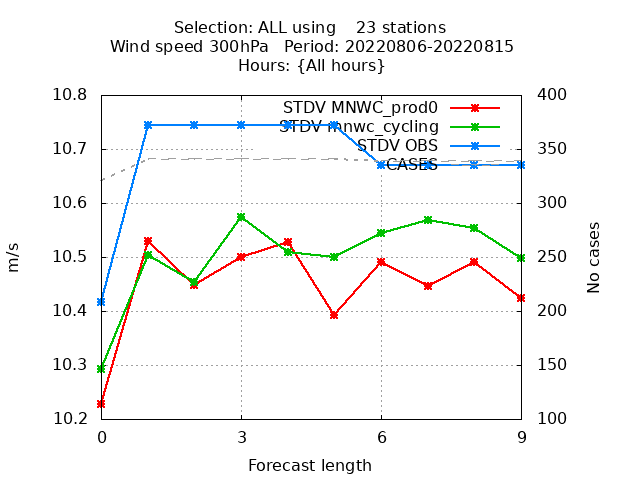 Selection: ALL using 23 stations
Wind speed 300hPa Period: 20220806-20220815
Hours: {All hours}
10.8
10.7
10.6
10.5
10.4
10.3
10.2
400
350
300
250
200
150
100
STDV MNWC_prod0
STDV mnwc_cycling
STDV OBS
CASES
m/s
No cases
0 3 6 9
Forecast length